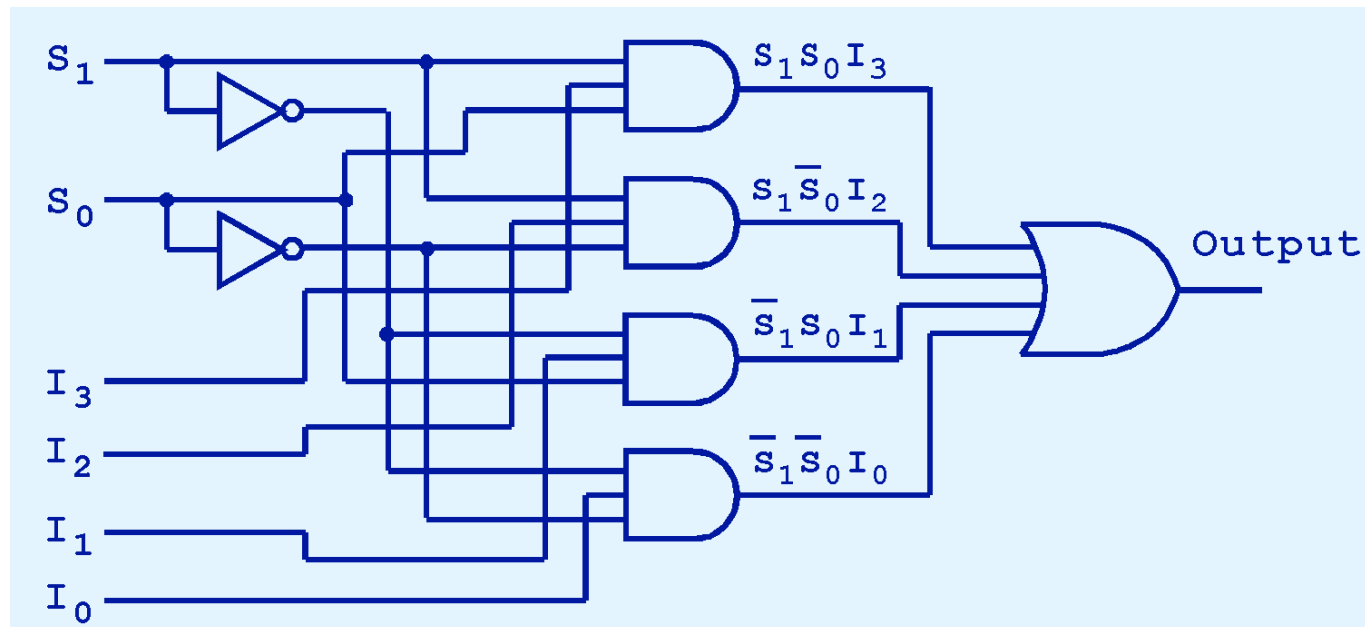 S₁
S₁S₀I₃
S₀
S₁S̅₀I₂
Output
S̅₁S₀I₁
I₃
I₂
S̅₁S̅₀I₀
I₁
I₀